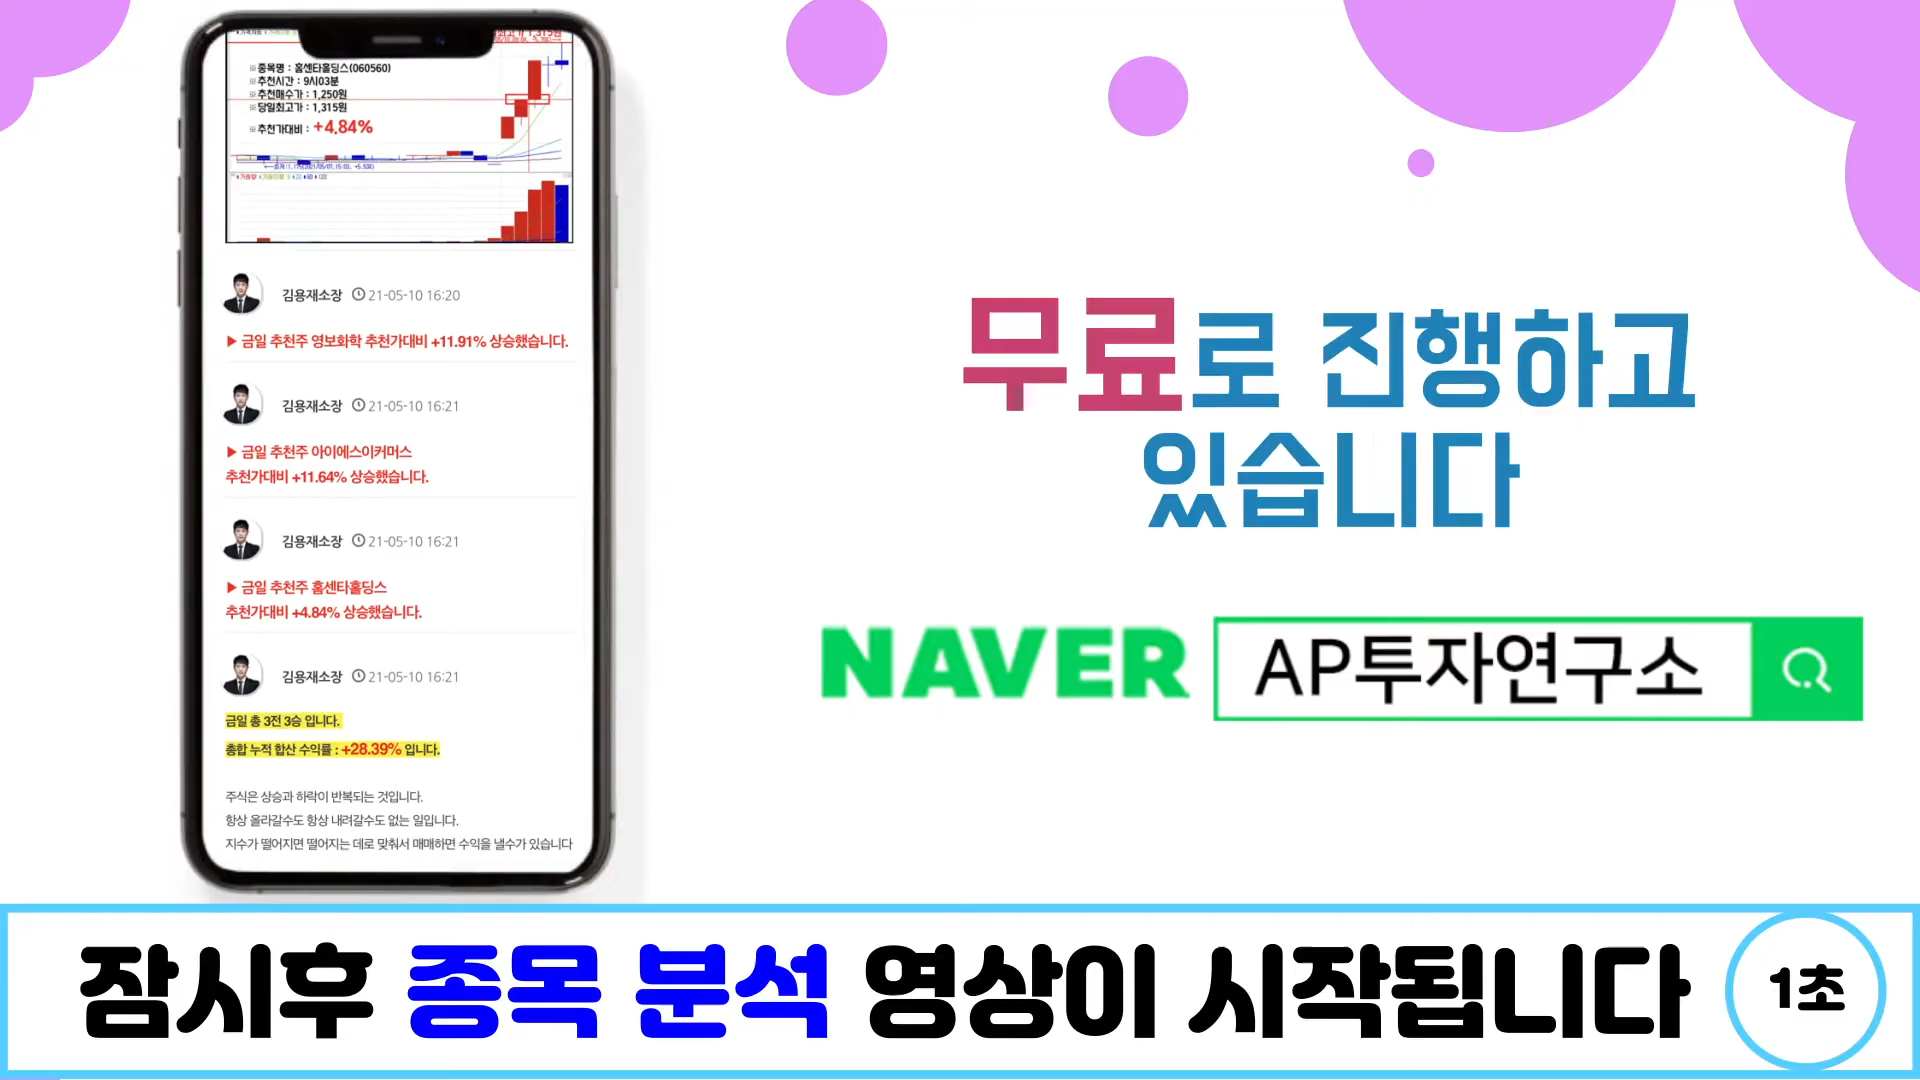 ※종목명 : 홈센타홀딩스(060560)
※추천시간 : 9시03분
※추천매수가 : 1,250원
※당일최고가 : 1,315원
※추천가대비 : +4,84%
김용재소장 21-05-10 16:20
▶ 금일 추천주 영보화학 추천가대비 +11.91% 상승했습니다.
김용재소장 21-05-10 16:21
▶ 금일 추천주 아이에스이커머스
추천가대비 +11.64% 상승했습니다.
김용재소장 21-05-10 16:21
▶ 금일 추천주 홈센타홀딩스
추천가대비 +4.84% 상승했습니다.
김용재소장 21-05-10 16:21
금일 총 3전 3승 입니다.
총합 누적 합산 수익률 : +28.39% 입니다.
주식은 상승과 하락이 반복되는 것입니다.
항상 올라갈수도 항상 내려갈수도 없는 일입니다.
지수가 떨어지면 떨어지는 데로 맞춰서 매매하면 수익을 낼수가 있습니다
무료로 진행하고
있습니다
NAVER AP투자연구소
잠시후 종목 분석 영상이 시작됩니다 1초